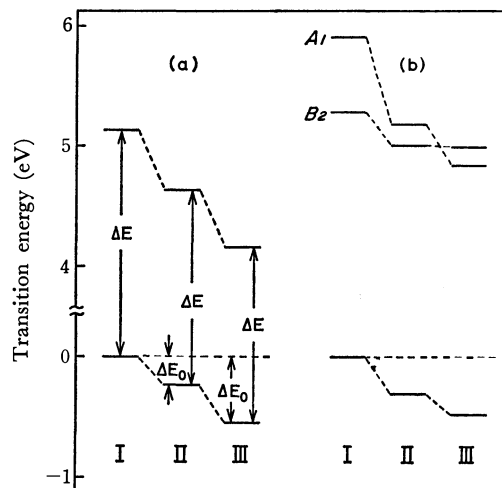 6
5
4
0
−1
Transition energy (eV)
(a)
ΔE
ΔE
ΔE
ΔE₀
ΔE₀
I II III
A1
B2
(b)
I II III